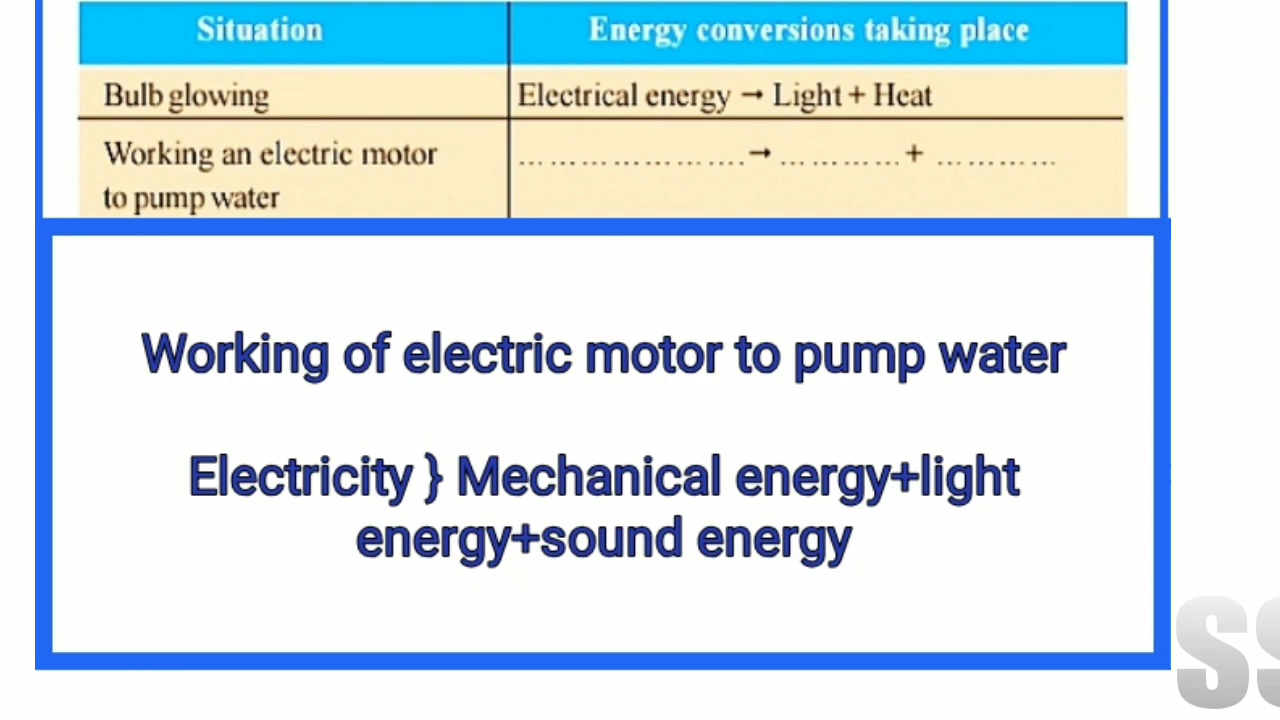 Situation Energy conversions taking place
Bulb glowing Electrical energy → Light + Heat
Working an electric motor ... ... ... ... ... ... ... .... → ... ... ... ... + ... ... ... ...
to pump water
Working of electric motor to pump water
Electricity } Mechanical energy+light
energy+sound energy
SS